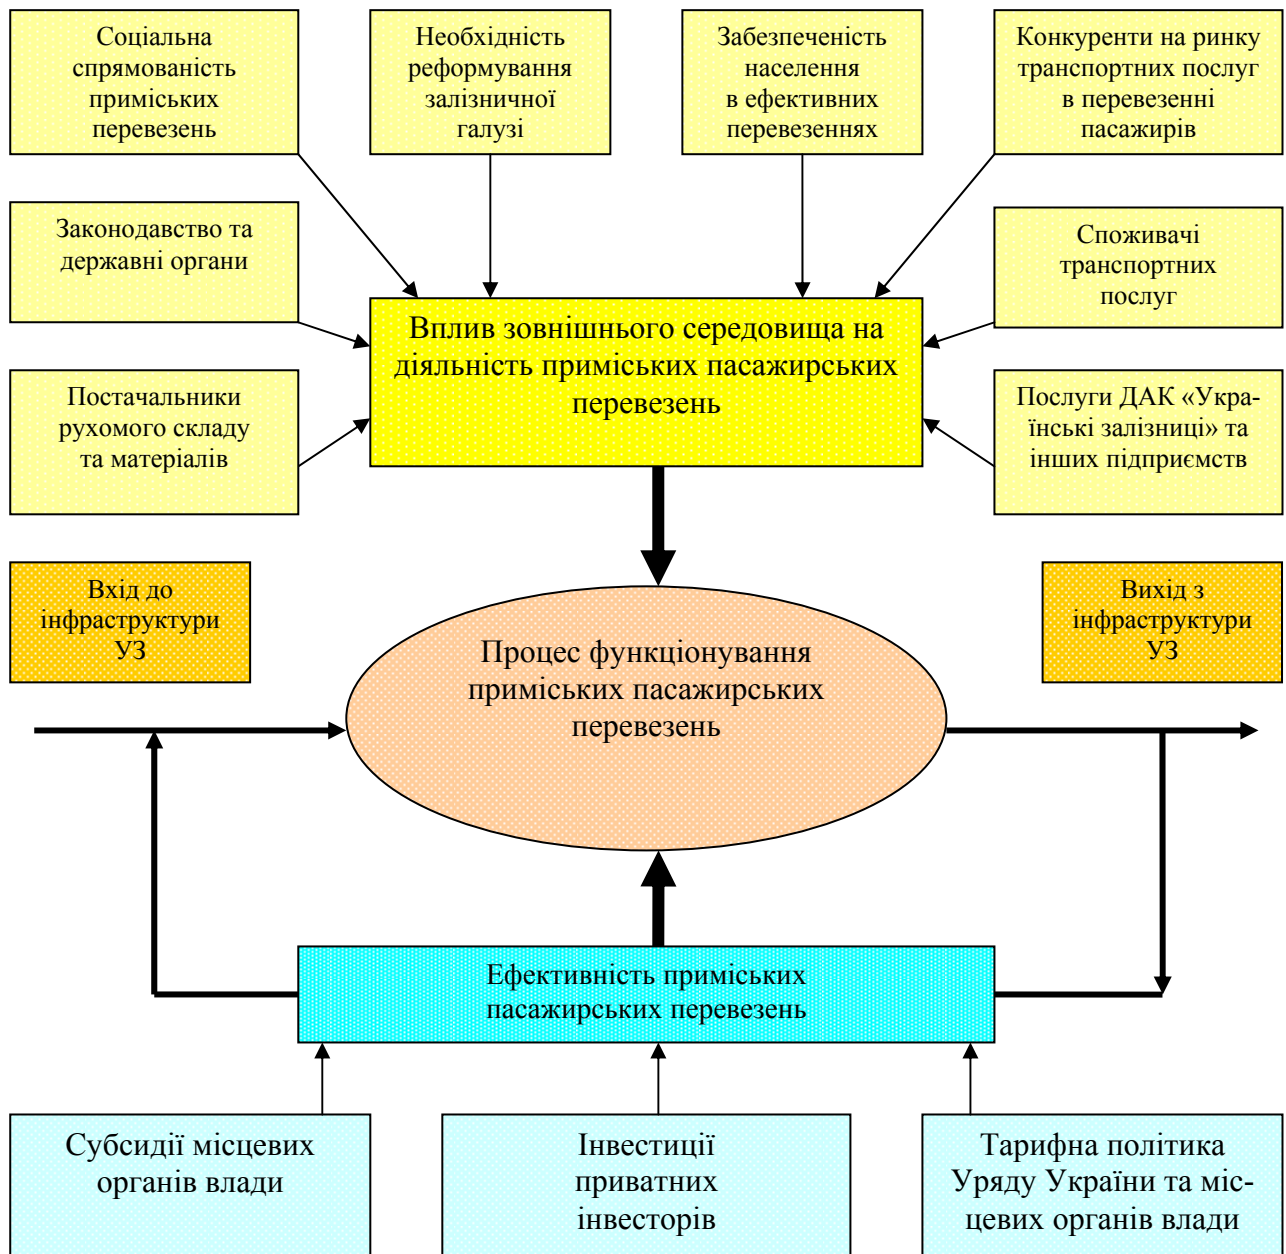 Соціальна
спрямованість
приміських
перевезень
Необхідність
реформування
залізничної
галузі
Забезпеченість
населення
в ефективних
перевезеннях
Конкуренти на ринку
транспортних послуг
в перевезенні
пасажирів
Законодавство та
державні органи
Споживачі
транспортних
послуг
Вплив зовнішнього середовища на
діяльність приміських пасажирських
перевезень
Постачальники
рухомого складу
та матеріалів
Послуги ДАК «Укра-
їнські залізниці» та
інших підприємств
Вхід до
інфраструктури
УЗ
Вихід з
інфраструктури
УЗ
Процес функціонування
приміських пасажирських
перевезень
Ефективність приміських
пасажирських перевезень
Субсидії місцевих
органів влади
Інвестиції
приватних
інвесторів
Тарифна політика
Уряду України та міс-
цевих органів влади